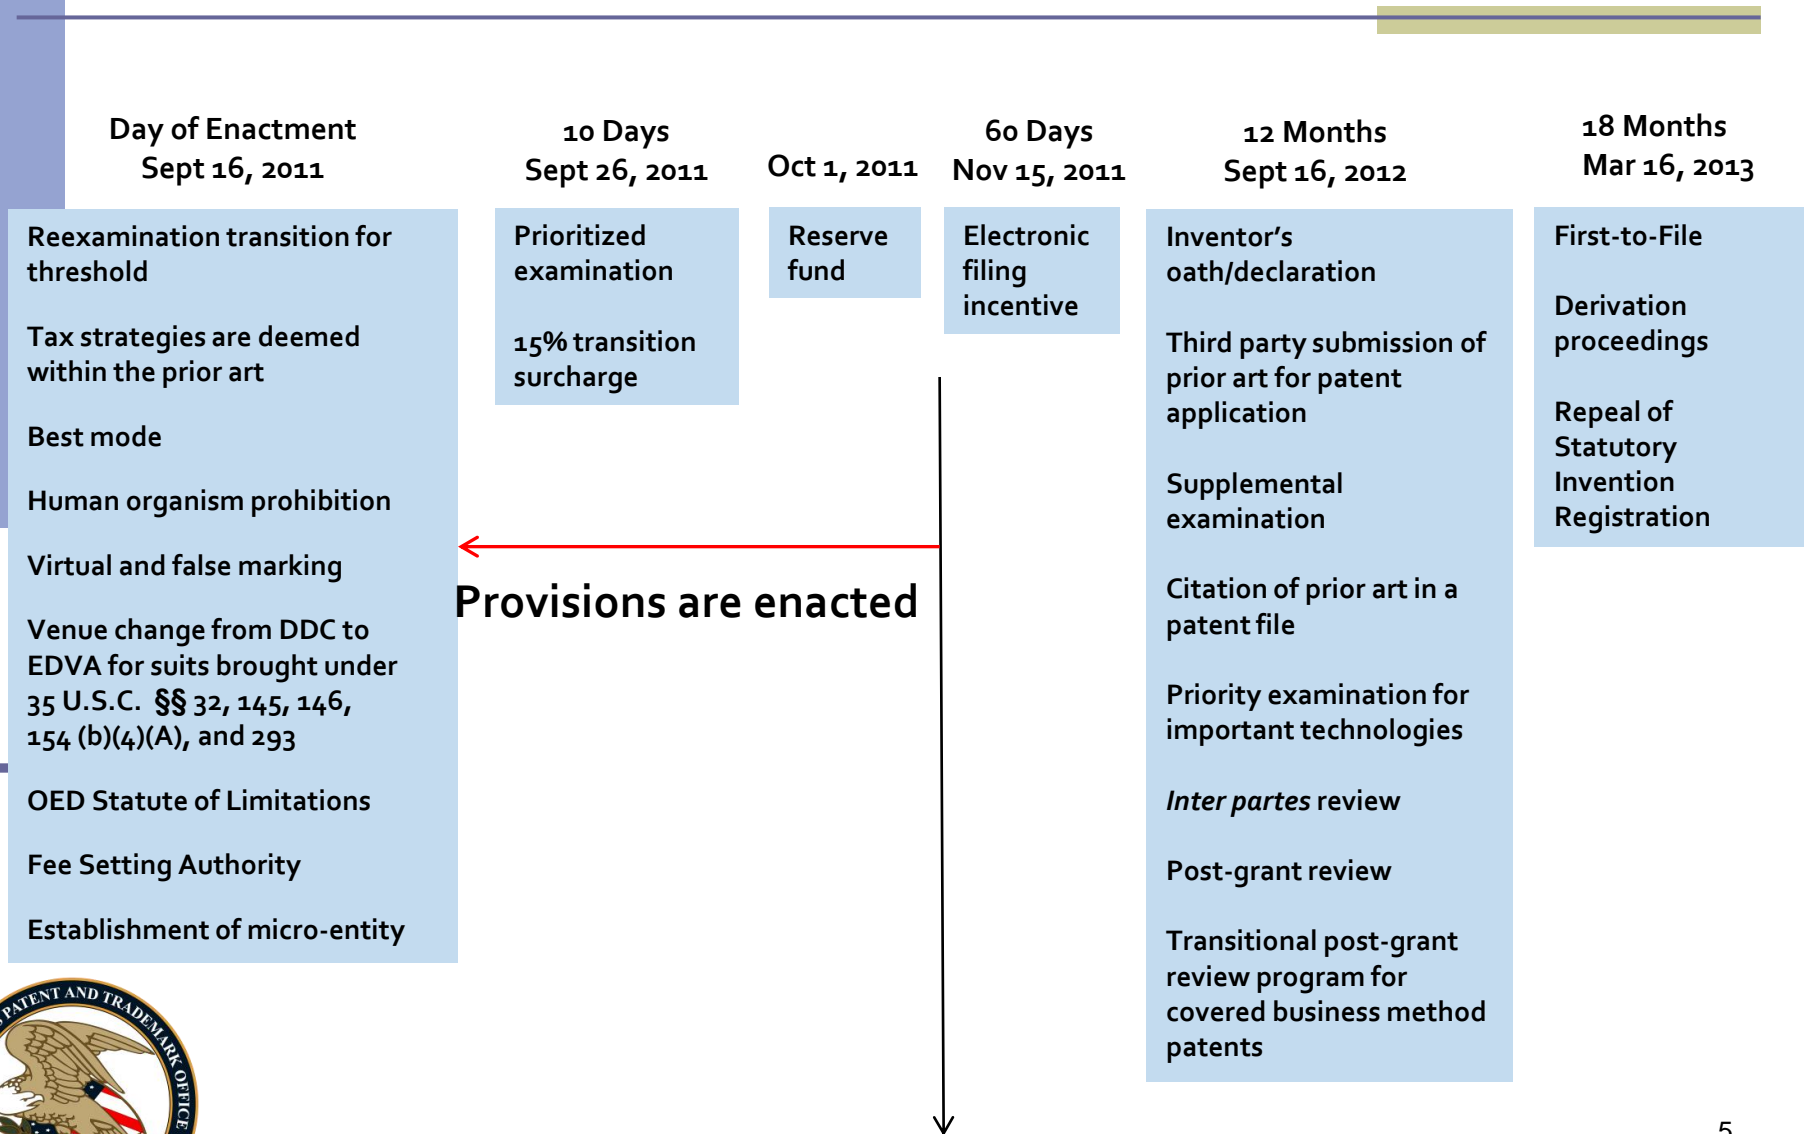 Day of Enactment
Sept 16, 2011
10 Days
Sept 26, 2011
Oct 1, 2011
60 Days
Nov 15, 2011
12 Months
Sept 16, 2012
18 Months
Mar 16, 2013
Reexamination transition for
threshold
Tax strategies are deemed
within the prior art
Best mode
Human organism prohibition
Virtual and false marking
Venue change from DDC to
EDVA for suits brought under
35 U.S.C. §§ 32, 145, 146,
154 (b)(4)(A), and 293
OED Statute of Limitations
Fee Setting Authority
Establishment of micro-entity
Prioritized
examination
15% transition
surcharge
Reserve
fund
Electronic
filing
incentive
Provisions are enacted
Inventor’s
oath/declaration
Third party submission of
prior art for patent
application
Supplemental
examination
Citation of prior art in a
patent file
Priority examination for
important technologies
Inter partes review
Post-grant review
Transitional post-grant
review program for
covered business method
patents
First-to-File
Derivation
proceedings
Repeal of
Statutory
Invention
Registration
PATENT AND TRADEMARK OFFICE
5